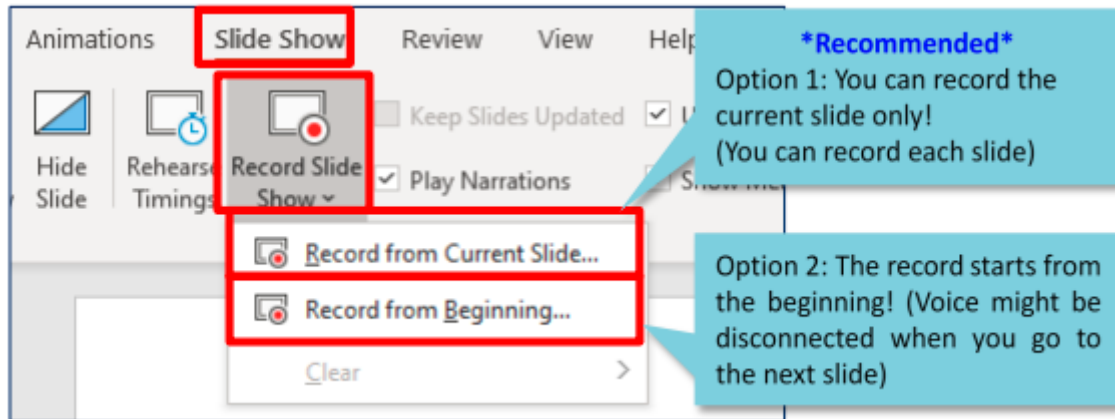 Animations Slide Show Review View Help
Hide Slide
Rehearse Timings
Record Slide Show
Keep Slides Updated
Play Narrations
Record from Current Slide...
Record from Beginning...
Clear
*Recommended*
Option 1: You can record the
current slide only!
(You can record each slide)
Option 2: The record starts from
the beginning! (Voice might be
disconnected when you go to
the next slide)